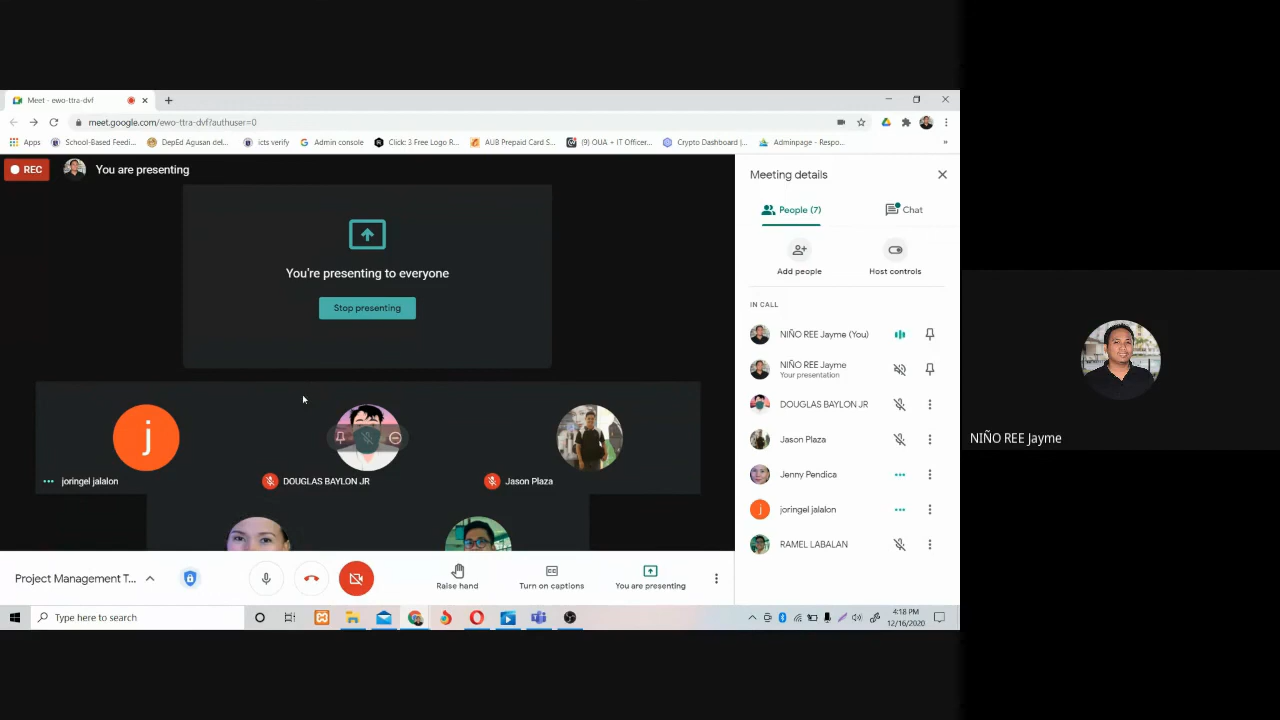 Meet - ewo-ttra-dvf
meet.google.com/ewo-ttra-dvf?authuser=0
Apps School-Based Feedi... DepEd Agusan del... icts verify Admin console Click: 3 Free Logo R... AUB Prepaid Card S... (9) OUA + IT Officer... Crypto Dashboard |... Adminpage - Respo... »
REC You are presenting
You're presenting to everyone
Stop presenting
j
joringel jalalon
DOUGLAS BAYLON JR
Jason Plaza
Meeting details
People (7) Chat
Add people Host controls
IN CALL
NIÑO REE Jayme (You)
NIÑO REE Jayme
Your presentation
DOUGLAS BAYLON JR
Jason Plaza
Jenny Pendica
j joringel jalalon
RAMEL LABALAN
Project Management T...
Raise hand Turn on captions You are presenting
Type here to search
4:18 PM
12/16/2020
NIÑO REE Jayme